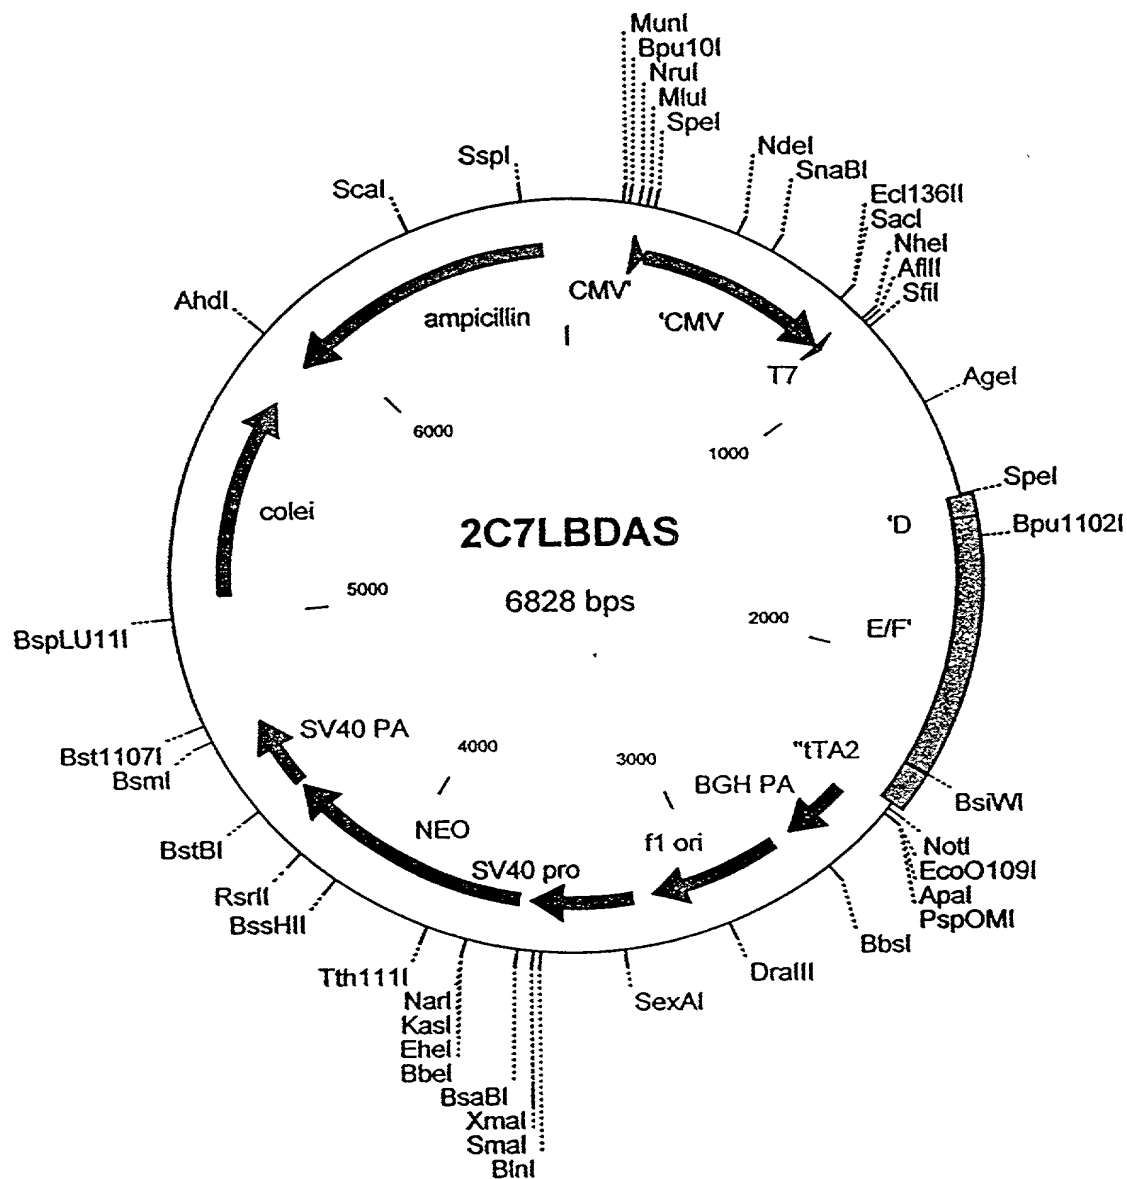 MunI
Bpu10I
NruI
MluI
SpeI
NdeI
SnaBI
Ecl136II
SacI
NheI
AflII
SfiI
AgeI
SpeI
Bpu1102I
BsiWI
NotI
EcoO109I
ApaI
PspOMI
BbsI
DraIII
SexAI
BlnI
SmaI
XmaI
BsaBI
BbeI
EheI
KasI
NarI
Tth111I
BssHII
RsrII
BstBI
BsmI
Bst1107I
BspLU11I
AhdI
ScaI
SspI
CMV'
'CMV
T7
'D
E/F'
"tTA2
BGH PA
f1 ori
SV40 pro
NEO
SV40 PA
colei
ampicillin
I
1000
2000
3000
4000
5000
6000
2C7LBDAS
6828 bps